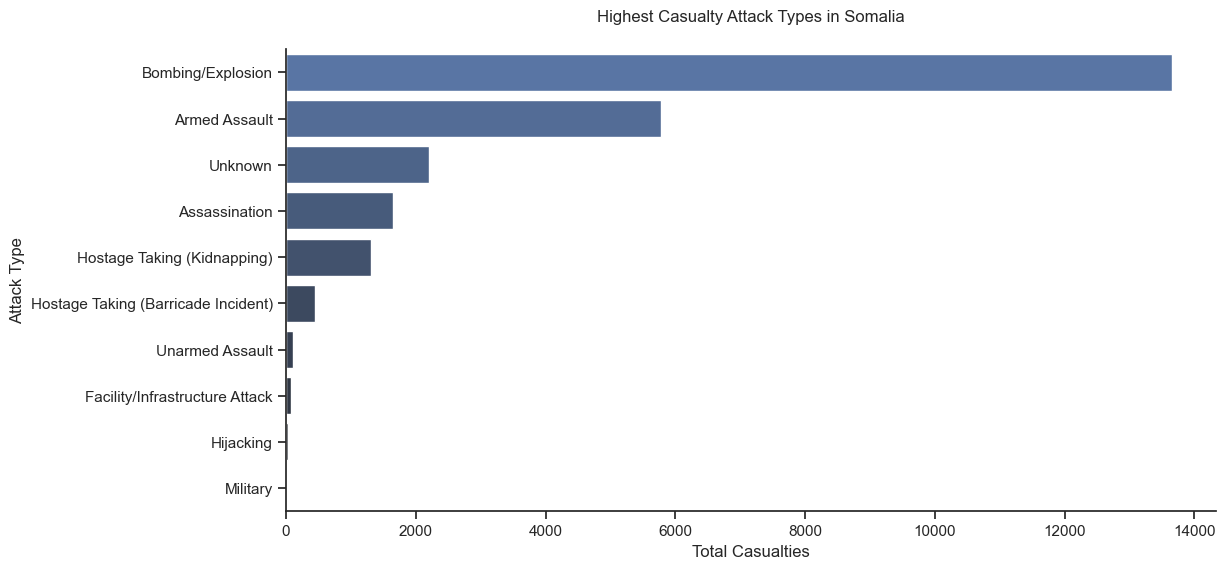 Highest Casualty Attack Types in Somalia
Attack Type
Bombing/Explosion
Armed Assault
Unknown
Assassination
Hostage Taking (Kidnapping)
Hostage Taking (Barricade Incident)
Unarmed Assault
Facility/Infrastructure Attack
Hijacking
Military
0 2000 4000 6000 8000 10000 12000 14000
Total Casualties